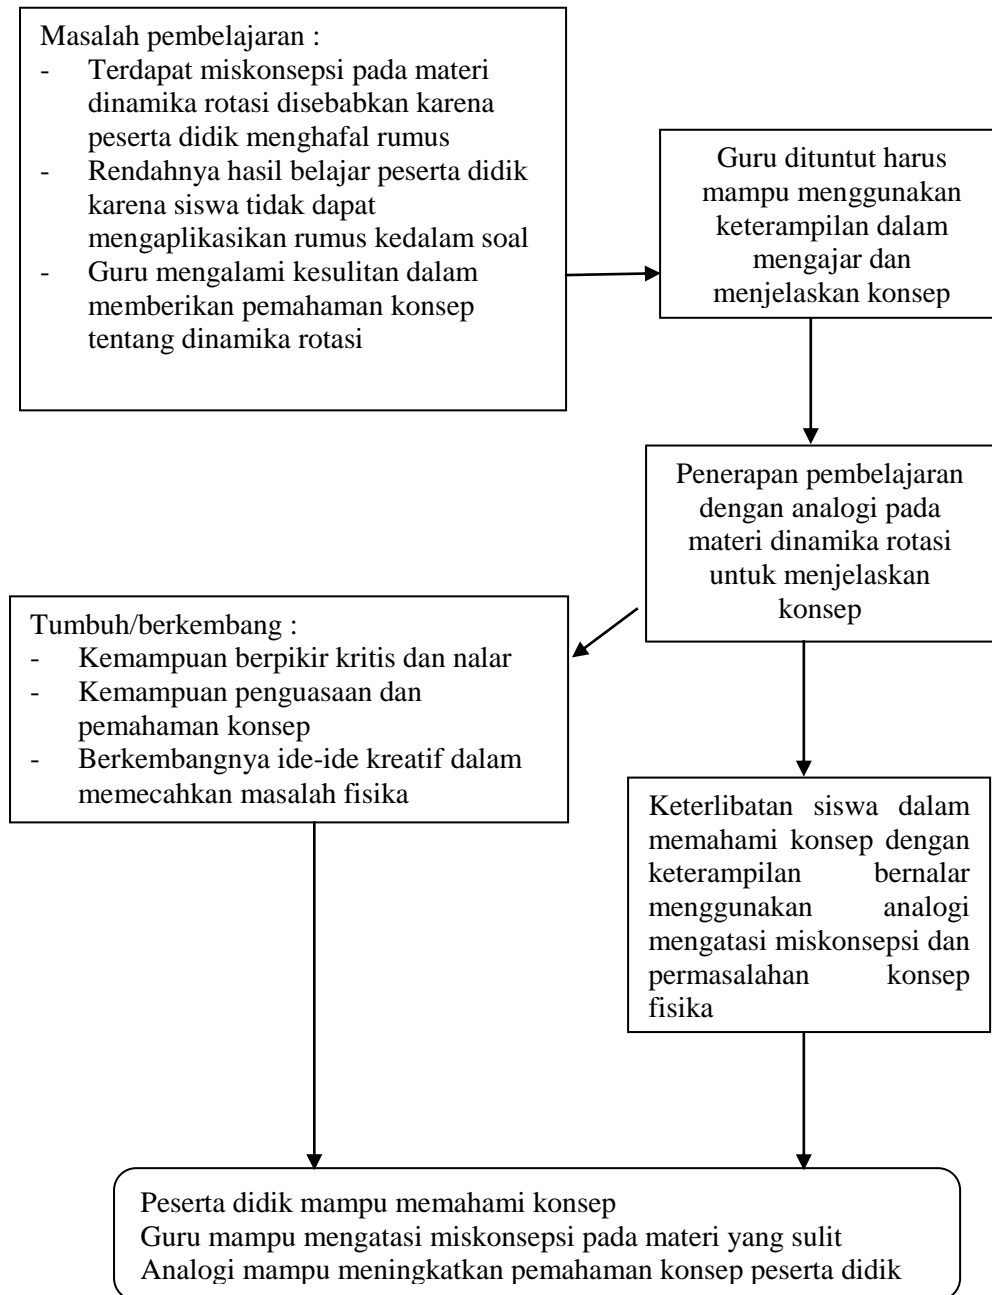 Masalah pembelajaran :
- Terdapat miskonsepsi pada materi
dinamika rotasi disebabkan karena
peserta didik menghafal rumus
- Rendahnya hasil belajar peserta didik
karena siswa tidak dapat
mengaplikasikan rumus kedalam soal
- Guru mengalami kesulitan dalam
memberikan pemahaman konsep
tentang dinamika rotasi
Guru dituntut harus
mampu menggunakan
keterampilan dalam
mengajar dan
menjelaskan konsep
Penerapan pembelajaran
dengan analogi pada
materi dinamika rotasi
untuk menjelaskan
konsep
Tumbuh/berkembang :
- Kemampuan berpikir kritis dan nalar
- Kemampuan penguasaan dan
pemahaman konsep
- Berkembangnya ide-ide kreatif dalam
memecahkan masalah fisika
Keterlibatan siswa dalam
memahami konsep dengan
keterampilan bernalar
menggunakan analogi
mengatasi miskonsepsi dan
permasalahan konsep
fisika
Peserta didik mampu memahami konsep
Guru mampu mengatasi miskonsepsi pada materi yang sulit
Analogi mampu meningkatkan pemahaman konsep peserta didik